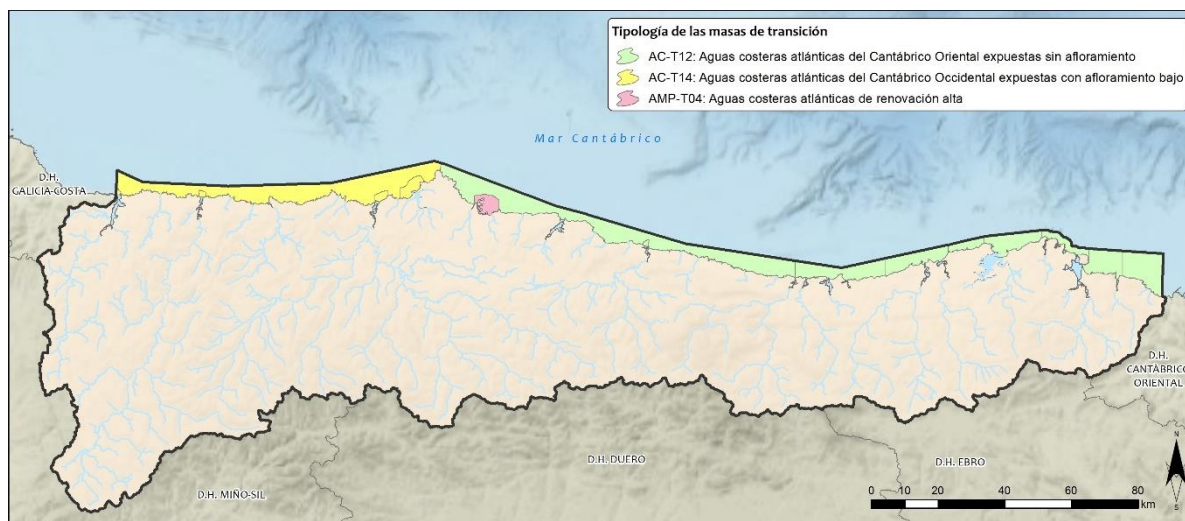 Tipología de las masas de transición
AC-T12: Aguas costeras atlánticas del Cantábrico Oriental expuestas sin afloramiento
AC-T14: Aguas costeras atlánticas del Cantábrico Occidental expuestas con afloramiento bajo
AMP-T04: Aguas costeras atlánticas de renovación alta
Mar Cantábrico
D.H.
GALICIA-COSTA
D.H.
CANTÁBRICO
ORIENTAL
D.H. DUERO
D.H. EBRO
D.H. MIÑO-SIL
N
S
0 10 20 40 60 80
km